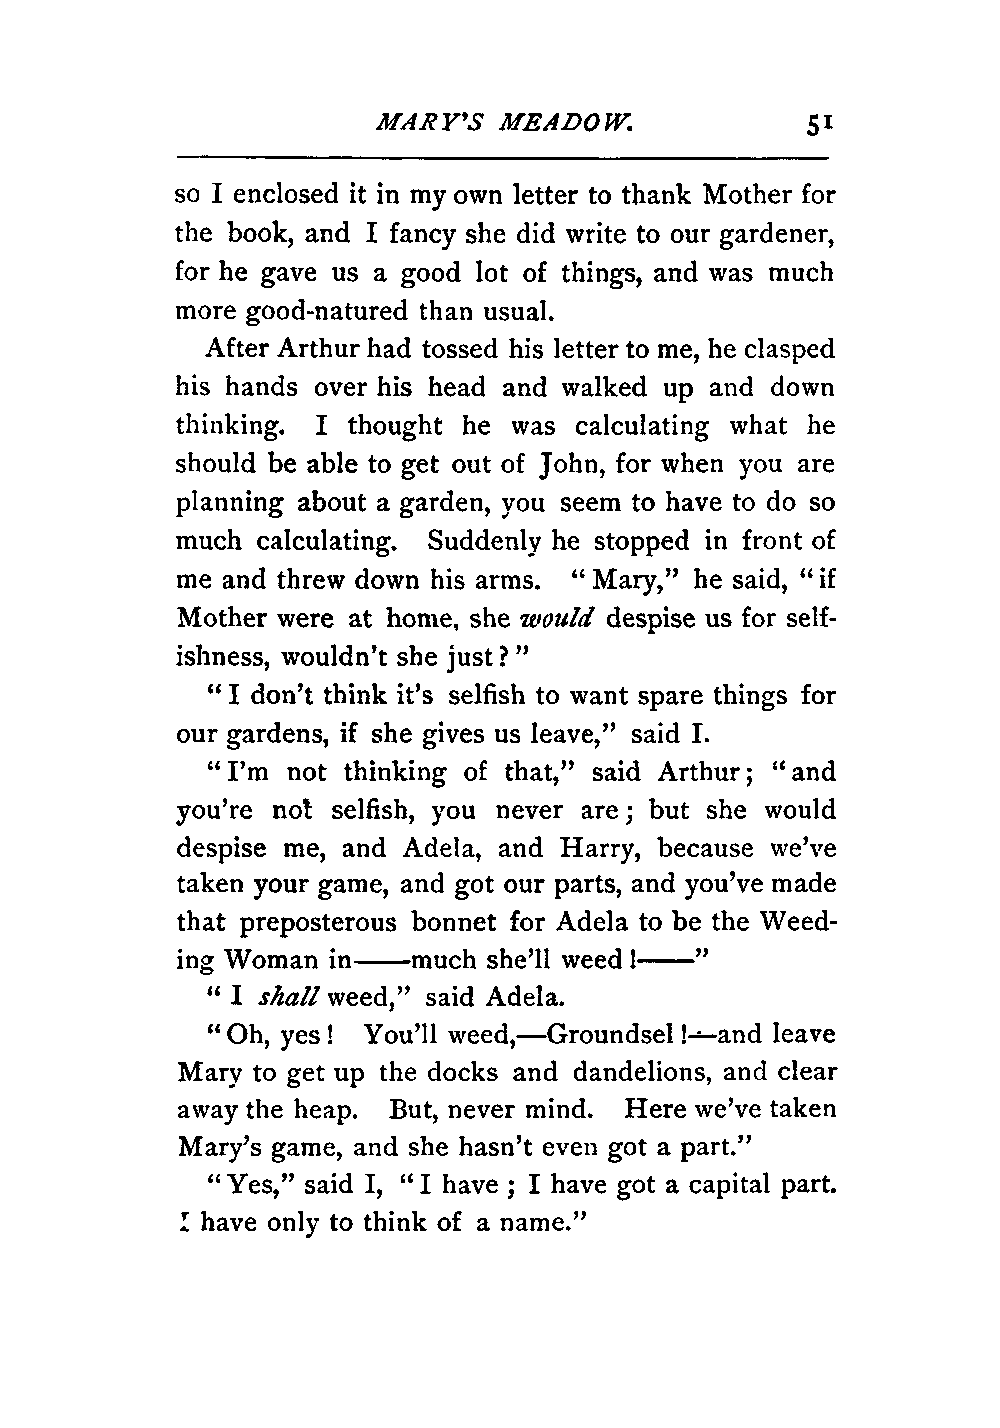 MARY'S MEADOW. 51
so I enclosed it in my own letter to thank Mother for
the book, and I fancy she did write to our gardener,
for he gave us a good lot of things, and was much
more good-natured than usual.
After Arthur had tossed his letter to me, he clasped
his hands over his head and walked up and down
thinking. I thought he was calculating what he
should be able to get out of John, for when you are
planning about a garden, you seem to have to do so
much calculating. Suddenly he stopped in front of
me and threw down his arms. "Mary," he said, "if
Mother were at home, she would despise us for self-
ishness, wouldn't she just?"
"I don't think it's selfish to want spare things for
our gardens, if she gives us leave," said I.
"I'm not thinking of that," said Arthur; "and
you're not selfish, you never are; but she would
despise me, and Adela, and Harry, because we've
taken your game, and got our parts, and you've made
that preposterous bonnet for Adela to be the Weed-
ing Woman in——much she'll weed!——"
"I shall weed," said Adela.
"Oh, yes! You'll weed,—Groundsel!—and leave
Mary to get up the docks and dandelions, and clear
away the heap. But, never mind. Here we've taken
Mary's game, and she hasn't even got a part."
"Yes," said I, "I have; I have got a capital part.
I have only to think of a name."